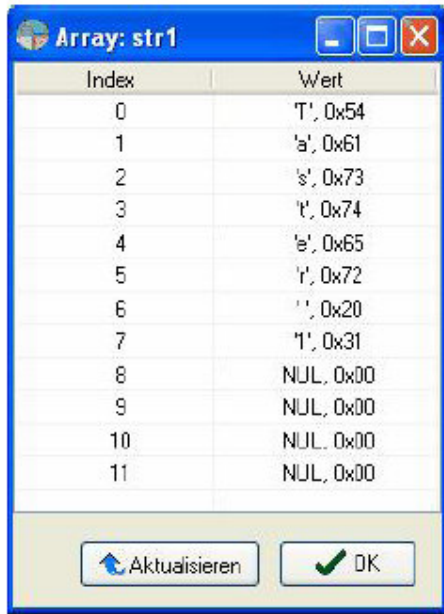 Array: str1
Index Wert
0 'T', 0x54
1 'a', 0x61
2 's', 0x73
3 't', 0x74
4 'e', 0x65
5 'r', 0x72
6 ' ', 0x20
7 '1', 0x31
8 NUL, 0x00
9 NUL, 0x00
10 NUL, 0x00
11 NUL, 0x00
Aktualisieren OK